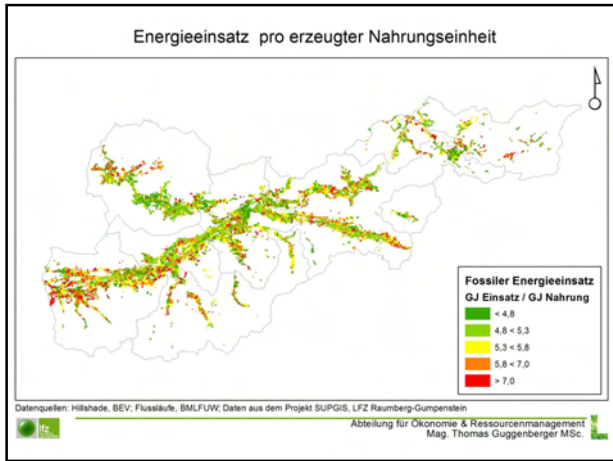 Energieeinsatz pro erzeugter Nahrungseinheit
Fossiler Energieeinsatz
GJ Einsatz / GJ Nahrung
< 4,8
4,8 < 5,3
5,3 < 5,8
5,8 < 7,0
> 7,0
Datenquellen: Hillshade, BEV; Flussläufe, BMLFUW; Daten aus dem Projekt SUPGIS, LFZ Raumberg-Gumpenstein
lfz
Abteilung für Ökonomie & Ressourcenmanagement
Mag. Thomas Guggenberger MSc.